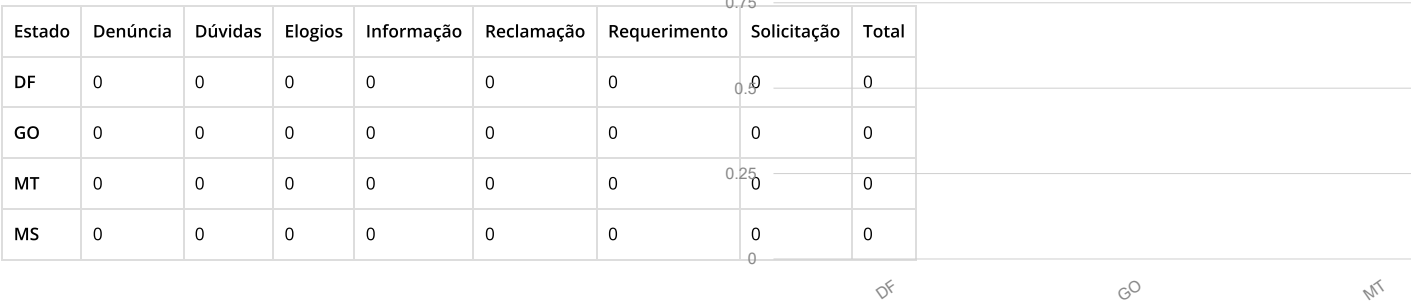 Estado Denúncia Dúvidas Elogios Informação Reclamação Requerimento Solicitação Total
DF 0 0 0 0 0 0 0 0
GO 0 0 0 0 0 0 0 0
MT 0 0 0 0 0 0 0 0
MS 0 0 0 0 0 0 0 0
0.75
0.5
0.25
0
DF GO MT